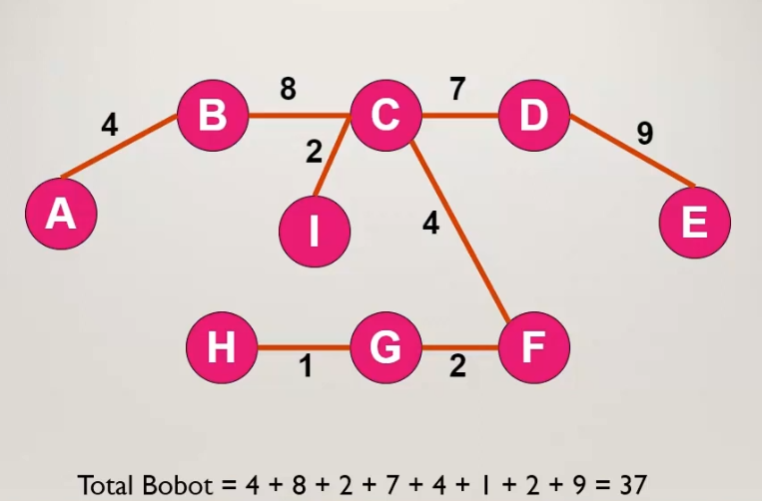 8
7
4
B
C
D
9
2
A
I
4
E
H
G
F
1
2
Total Bobot = 4 + 8 + 2 + 7 + 4 + 1 + 2 + 9 = 37